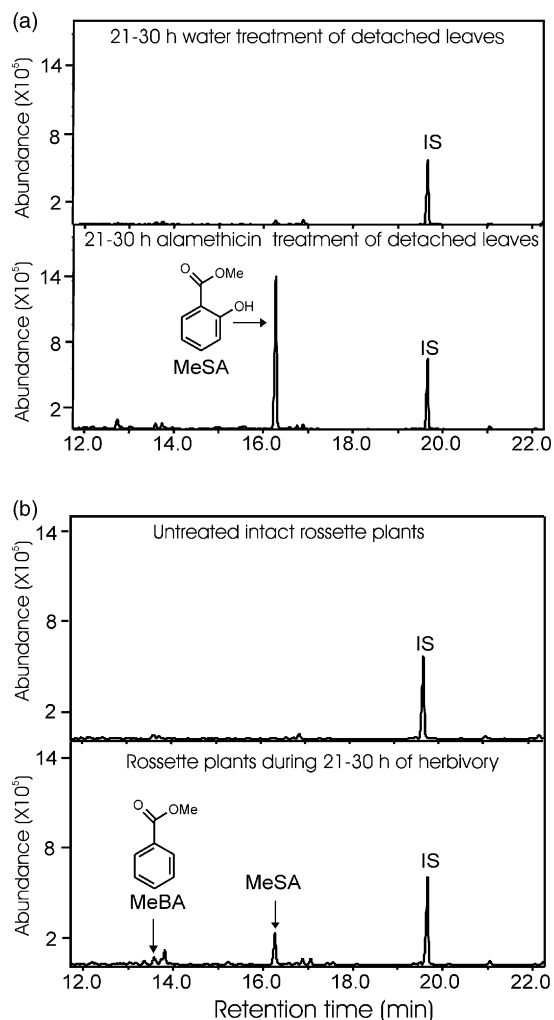 (a)
21-30 h water treatment of detached leaves
Abundance (X10⁵)
14
8
2
IS
21-30 h alamethicin treatment of detached leaves
Abundance (X10⁵)
14
8
2
O
OMe
OH
MeSA
IS
12.0 14.0 16.0 18.0 20.0 22.0
(b)
Untreated intact rossette plants
Abundance (X10⁵)
14
8
2
IS
Rossette plants during 21-30 h of herbivory
Abundance (X10⁵)
14
8
2
O
OMe
MeBA
MeSA
IS
12.0 14.0 16.0 18.0 20.0 22.0
Retention time (min)